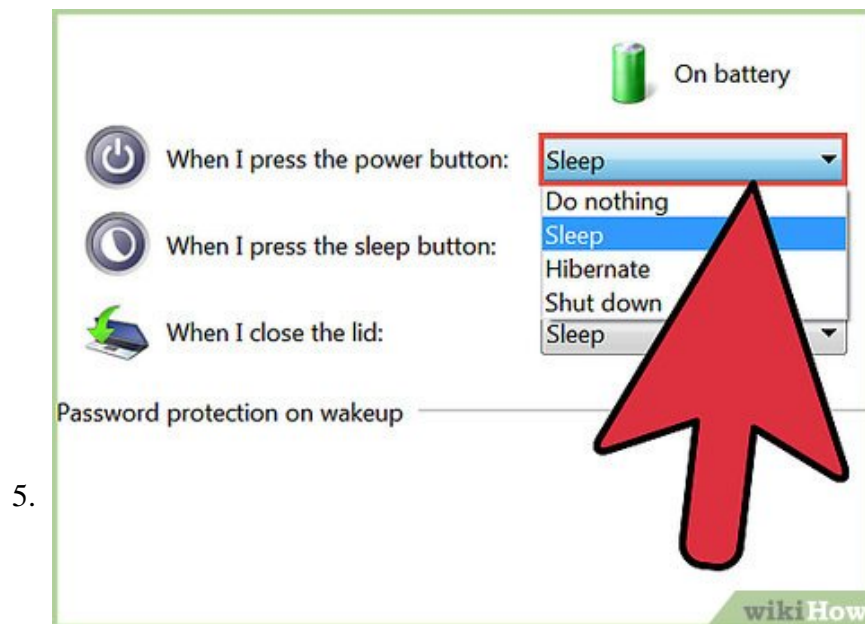 On battery
When I press the power button: Sleep
Do nothing
Sleep
When I press the sleep button:
Hibernate
Shut down
When I close the lid: Sleep
Password protection on wakeup
5.
wikiHow